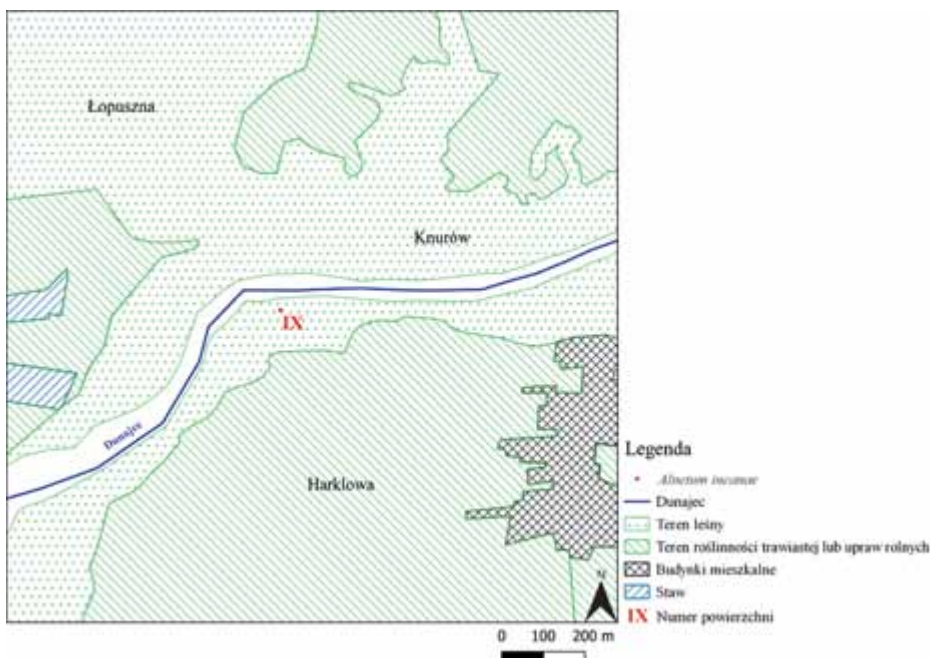 Łopuszna
Knurów
IX
Dunajec
Harklowa
Legenda
Alnetum incanae
Dunajec
Teren leśny
Teren roślinności trawiastej lub upraw rolnych
Budynki mieszkalne
Staw
IX Numer powierzchni
N
0 100 200 m